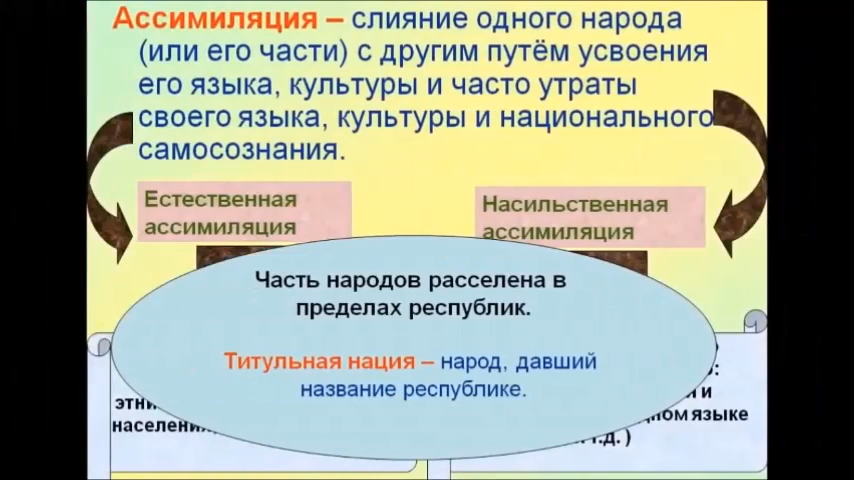 Ассимиляция – слияние одного народа
(или его части) с другим путём усвоения
его языка, культуры и часто утраты
своего языка, культуры и национального
самосознания.
Естественная
ассимиляция
Насильственная
ассимиляция
Часть народов расселена в
пределах республик.
Титульная нация – народ, давший
название республике.
и
языке
т.д. )